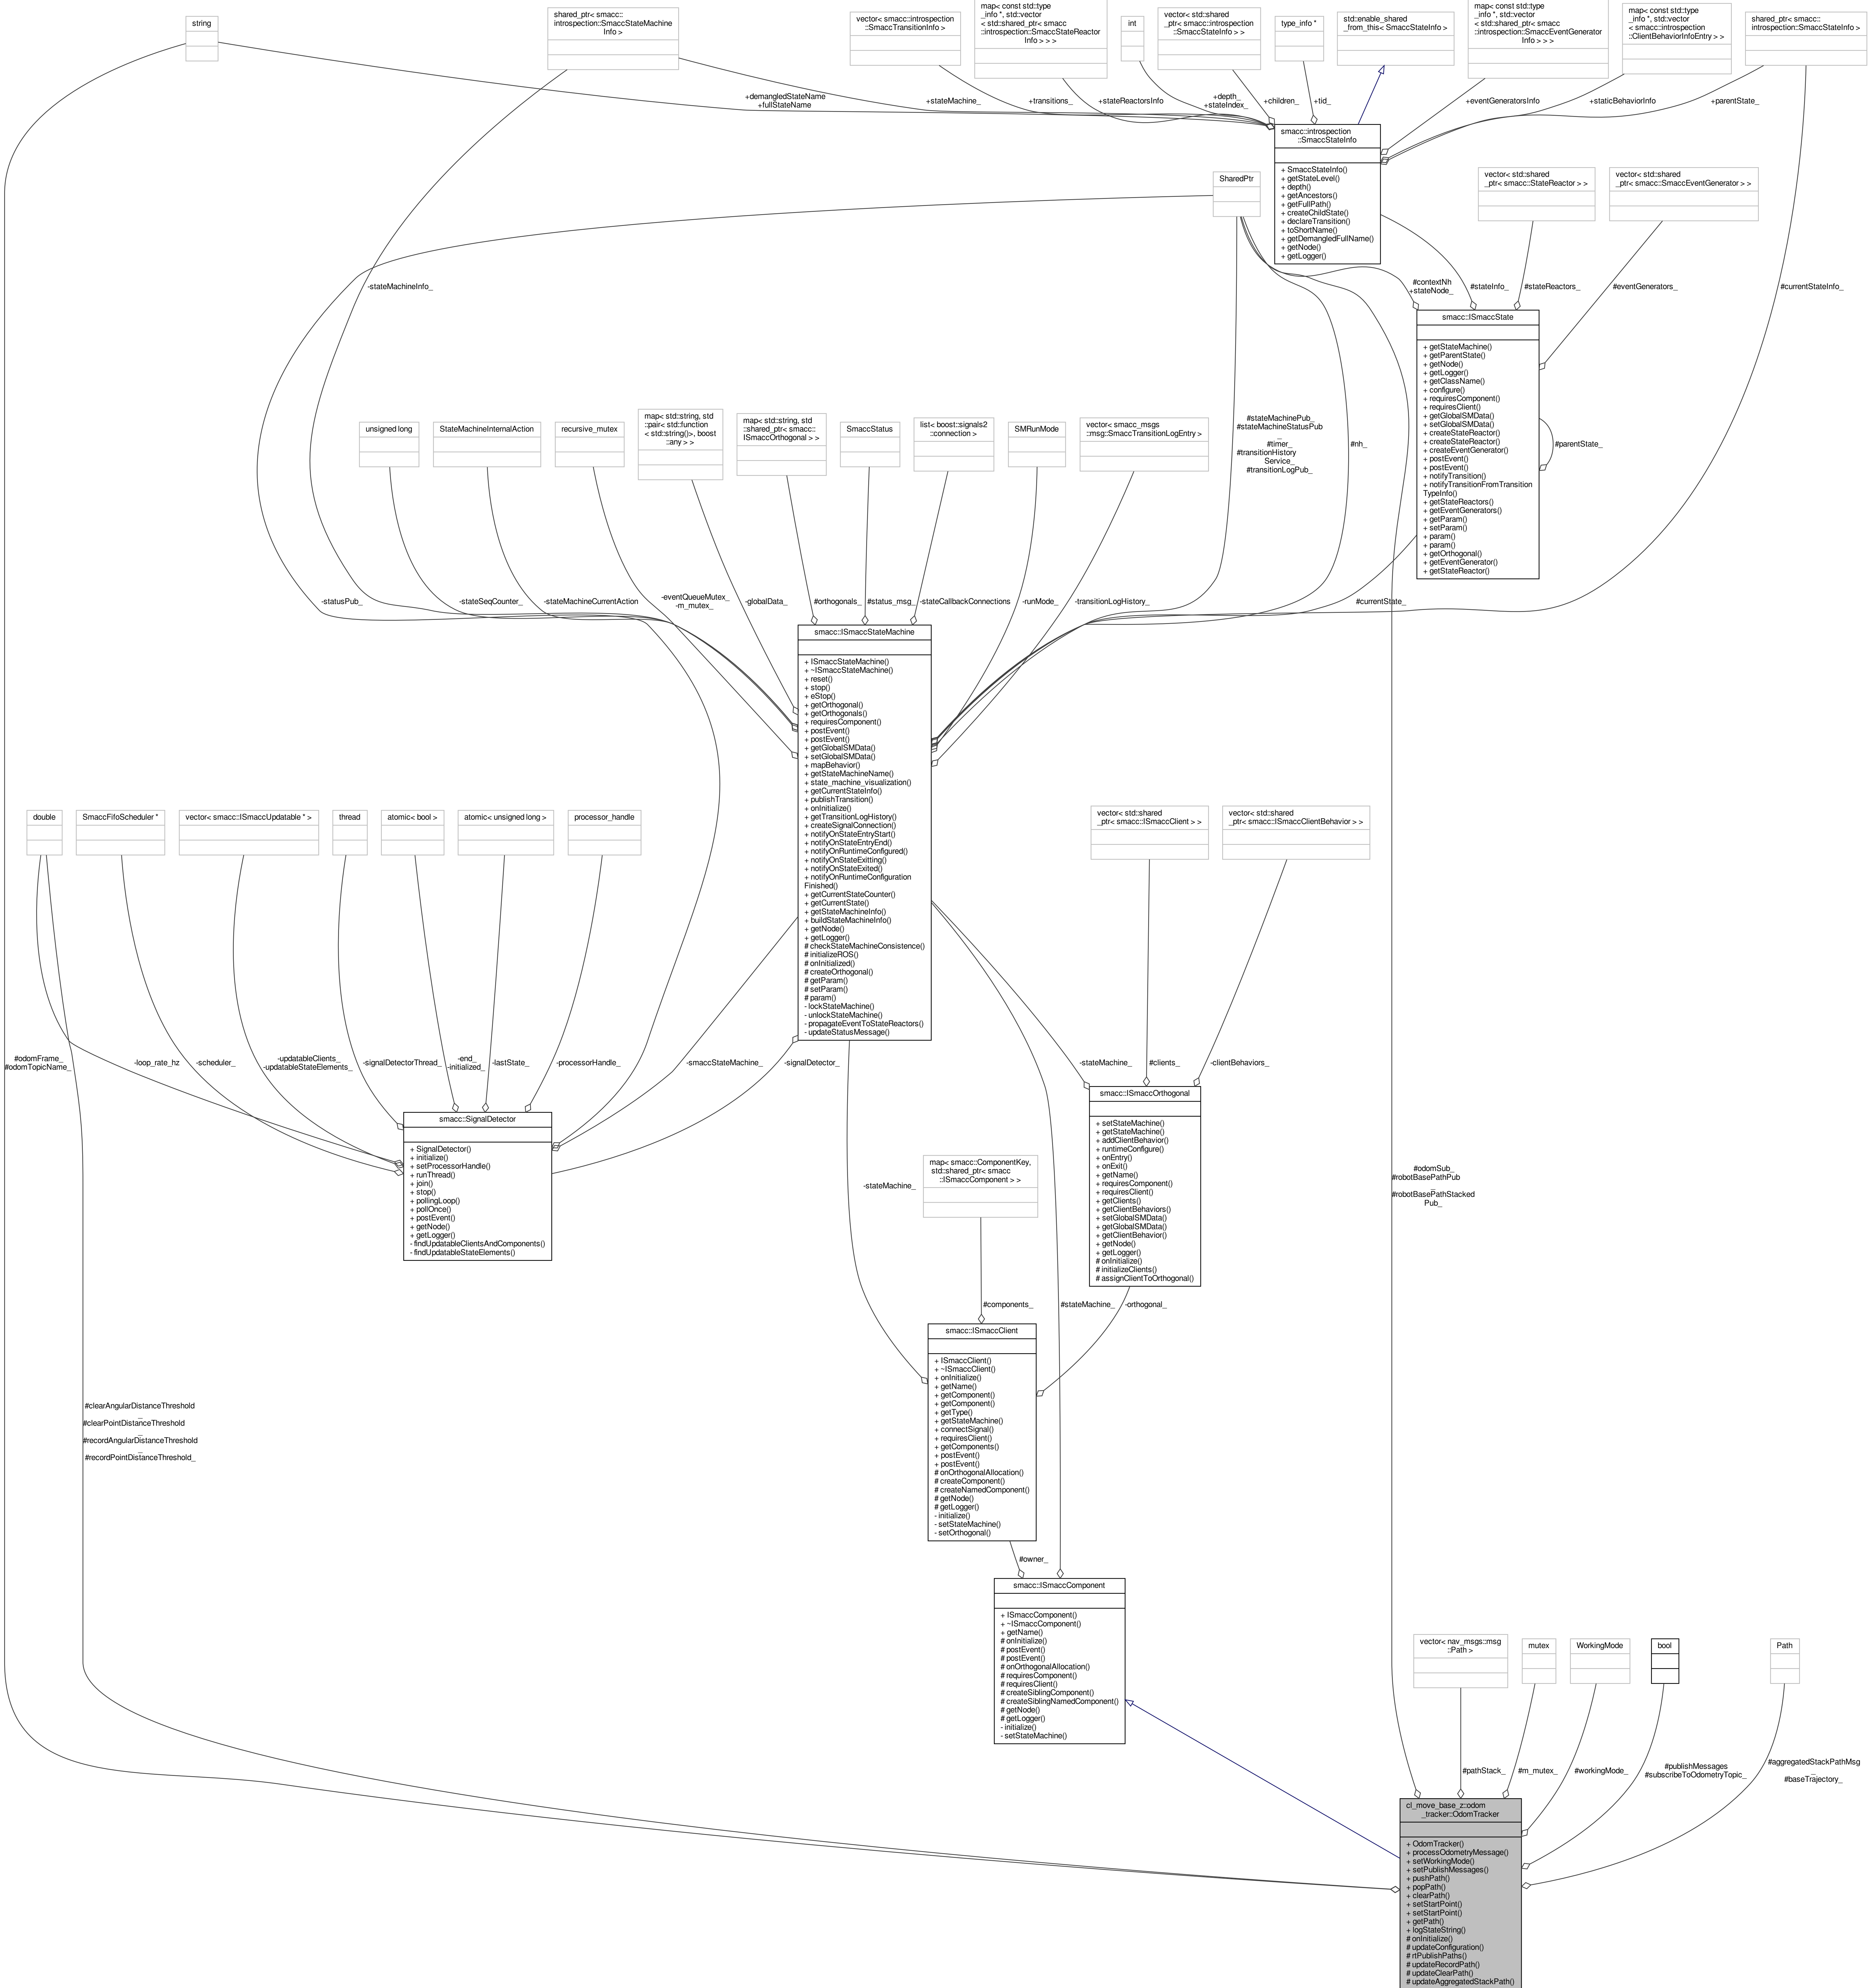 string
shared_ptr< smacc::
introspection::SmaccStateMachine
Info >
vector< smacc::introspection
::SmaccTransitionInfo >
map< const std::type
_info *, std::vector
< std::shared_ptr< smacc
::introspection::SmaccStateReactor
Info > > >
int
vector< std::shared
_ptr< smacc::introspection
::SmaccStateInfo > >
type_info *
std::enable_shared
_from_this< SmaccStateInfo >
map< const std::type
_info *, std::vector
< std::shared_ptr< smacc
::introspection::SmaccEventGenerator
Info > > >
map< const std::type
_info *, std::vector
< smacc::introspection
::ClientBehaviorInfoEntry > >
shared_ptr< smacc::
introspection::SmaccStateInfo >
+demangledStateName
+fullStateName
+stateMachine_
+transitions_
+stateReactorsInfo
+depth_
+stateIndex_
+children_
+tid_
+eventGeneratorsInfo
+staticBehaviorInfo
+parentState_
smacc::introspection
::SmaccStateInfo
+ SmaccStateInfo()
+ getStateLevel()
+ depth()
+ getAncestors()
+ getFullPath()
+ createChildState()
+ declareTransition()
+ toShortName()
+ getDemangledFullName()
+ getNode()
+ getLogger()
SharedPtr
vector< std::shared
_ptr< smacc::StateReactor > >
vector< std::shared
_ptr< smacc::SmaccEventGenerator > >
-stateMachineInfo_
#contextNh
+stateNode_
#stateInfo_
#stateReactors_
#eventGenerators_
#currentStateInfo_
smacc::ISmaccState
+ getStateMachine()
+ getParentState()
+ getNode()
+ getLogger()
+ getClassName()
+ configure()
+ requiresComponent()
+ requiresClient()
+ getGlobalSMData()
+ setGlobalSMData()
+ createStateReactor()
+ createStateReactor()
+ createEventGenerator()
+ postEvent()
+ postEvent()
+ notifyTransition()
+ notifyTransitionFromTransition
TypeInfo()
+ getStateReactors()
+ getEventGenerators()
+ getParam()
+ setParam()
+ param()
+ param()
+ getOrthogonal()
+ getEventGenerator()
+ getStateReactor()
#parentState_
unsigned long
StateMachineInternalAction
recursive_mutex
map< std::string, std
::pair< std::function
< std::string()>, boost
::any > >
map< std::string, std
::shared_ptr< smacc::
ISmaccOrthogonal > >
SmaccStatus
list< boost::signals2
::connection >
SMRunMode
vector< smacc_msgs
::msg::SmaccTransitionLogEntry >
#stateMachinePub_
#stateMachineStatusPub
_
#timer_
#transitionHistory
Service_
#transitionLogPub_
#nh_
-statusPub_
-stateSeqCounter_
-stateMachineCurrentAction
-eventQueueMutex_
-m_mutex_
-globalData_
#orthogonals_
#status_msg_
-stateCallbackConnections
-runMode_
-transitionLogHistory_
#currentState_
smacc::ISmaccStateMachine
+ ISmaccStateMachine()
+ ~ISmaccStateMachine()
+ reset()
+ stop()
+ eStop()
+ getOrthogonal()
+ getOrthogonals()
+ requiresComponent()
+ postEvent()
+ postEvent()
+ getGlobalSMData()
+ setGlobalSMData()
+ mapBehavior()
+ getStateMachineName()
+ state_machine_visualization()
+ getCurrentStateInfo()
+ publishTransition()
+ onInitialize()
+ getTransitionLogHistory()
+ createSignalConnection()
+ notifyOnStateEntryStart()
+ notifyOnStateEntryEnd()
+ notifyOnRuntimeConfigured()
+ notifyOnStateExitting()
+ notifyOnStateExited()
+ notifyOnRuntimeConfiguration
Finished()
+ getCurrentStateCounter()
+ getCurrentState()
+ getStateMachineInfo()
+ buildStateMachineInfo()
+ getNode()
+ getLogger()
# checkStateMachineConsistence()
# initializeROS()
# onInitialized()
# createOrthogonal()
# getParam()
# setParam()
# param()
- lockStateMachine()
- unlockStateMachine()
- propagateEventToStateReactors()
- updateStatusMessage()
double
SmaccFifoScheduler *
vector< smacc::ISmaccUpdatable * >
thread
atomic< bool >
atomic< unsigned long >
processor_handle
vector< std::shared
_ptr< smacc::ISmaccClient > >
vector< std::shared
_ptr< smacc::ISmaccClientBehavior > >
#odomFrame_
#odomTopicName_
-loop_rate_hz
-scheduler_
-updatableClients_
-updatableStateElements_
-signalDetectorThread_
-end_
-initialized_
-lastState_
-processorHandle_
-smaccStateMachine_
-signalDetector_
-stateMachine_
#clients_
-clientBehaviors_
smacc::SignalDetector
+ SignalDetector()
+ initialize()
+ setProcessorHandle()
+ runThread()
+ join()
+ stop()
+ pollingLoop()
+ pollOnce()
+ postEvent()
+ getNode()
+ getLogger()
- findUpdatableClientsAndComponents()
- findUpdatableStateElements()
smacc::ISmaccOrthogonal
+ setStateMachine()
+ getStateMachine()
+ addClientBehavior()
+ runtimeConfigure()
+ onEntry()
+ onExit()
+ getName()
+ requiresComponent()
+ requiresClient()
+ getClients()
+ getClientBehaviors()
+ setGlobalSMData()
+ getGlobalSMData()
+ getClientBehavior()
+ getNode()
+ getLogger()
# onInitialize()
# initializeClients()
# assignClientToOrthogonal()
map< smacc::ComponentKey,
std::shared_ptr< smacc
::ISmaccComponent > >
-stateMachine_
#odomSub_
#robotBasePathPub
_
#robotBasePathStacked
Pub_
#components_
#stateMachine_
-orthogonal_
smacc::ISmaccClient
+ ISmaccClient()
+ ~ISmaccClient()
+ onInitialize()
+ getName()
+ getComponent()
+ getComponent()
+ getType()
+ getStateMachine()
+ connectSignal()
+ requiresClient()
+ getComponents()
+ postEvent()
+ postEvent()
# onOrthogonalAllocation()
# createComponent()
# createNamedComponent()
# getNode()
# getLogger()
- initialize()
- setStateMachine()
- setOrthogonal()
#clearAngularDistanceThreshold
_
#clearPointDistanceThreshold
_
#recordAngularDistanceThreshold
_
#recordPointDistanceThreshold_
#owner_
smacc::ISmaccComponent
+ ISmaccComponent()
+ ~ISmaccComponent()
+ getName()
# onInitialize()
# postEvent()
# postEvent()
# onOrthogonalAllocation()
# requiresComponent()
# requiresClient()
# createSiblingComponent()
# createSiblingNamedComponent()
# getNode()
# getLogger()
- initialize()
- setStateMachine()
vector< nav_msgs::msg
::Path >
mutex
WorkingMode
bool
Path
#pathStack_
#m_mutex_
#workingMode_
#publishMessages
#subscribeToOdometryTopic_
#aggregatedStackPathMsg
_
#baseTrajectory_
cl_move_base_z::odom
_tracker::OdomTracker
+ OdomTracker()
+ processOdometryMessage()
+ setWorkingMode()
+ setPublishMessages()
+ pushPath()
+ popPath()
+ clearPath()
+ setStartPoint()
+ setStartPoint()
+ getPath()
+ logStateString()
# onInitialize()
# updateConfiguration()
# rtPublishPaths()
# updateRecordPath()
# updateClearPath()
# updateAggregatedStackPath()